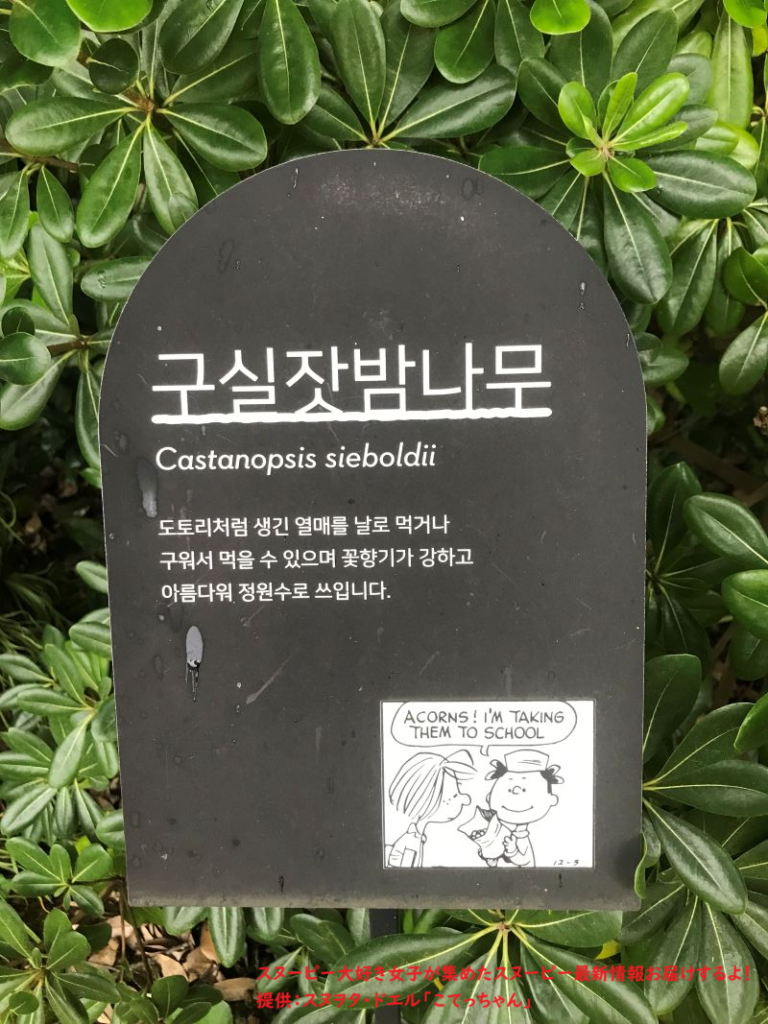 구실잣밤나무
Castanopsis sieboldii
도토리처럼 생긴 열매를 날로 먹거나
구워서 먹을 수 있으며 꽃향기가 강하고
아름다워 정원수로 쓰입니다.
ACORNS! I'M TAKING
THEM TO SCHOOL
12-5
スヌーピー大好き女子が集めたスヌーピー最新情報お届けするよ!
提供:スヌヲタ・ドエル「こてっちゃん」